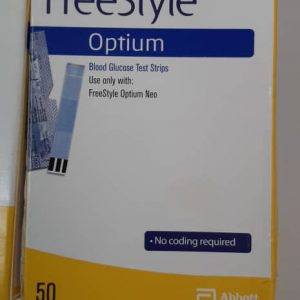 FreeStyle
Optium
Blood Glucose Test Strips
Use only with:
FreeStyle Optium Neo
• No coding required
50
Abbott